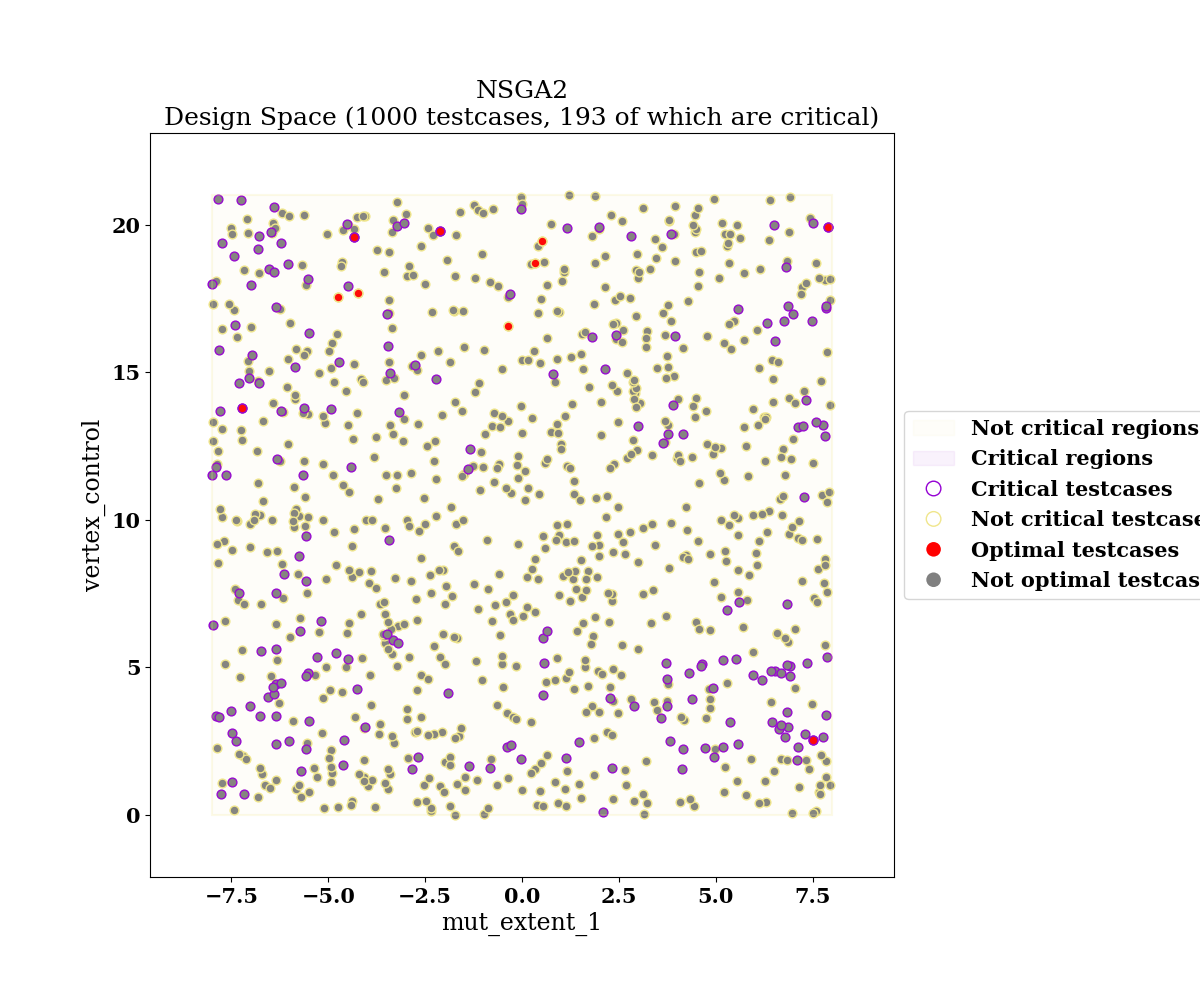 NSGA2
Design Space (1000 testcases, 193 of which are critical)
20
15
10
5
0
vertex_control
−7.5 −5.0 −2.5 0.0 2.5 5.0 7.5
mut_extent_1
Not critical regions
Critical regions
Critical testcases
Not critical testcase
Optimal testcases
Not optimal testcas